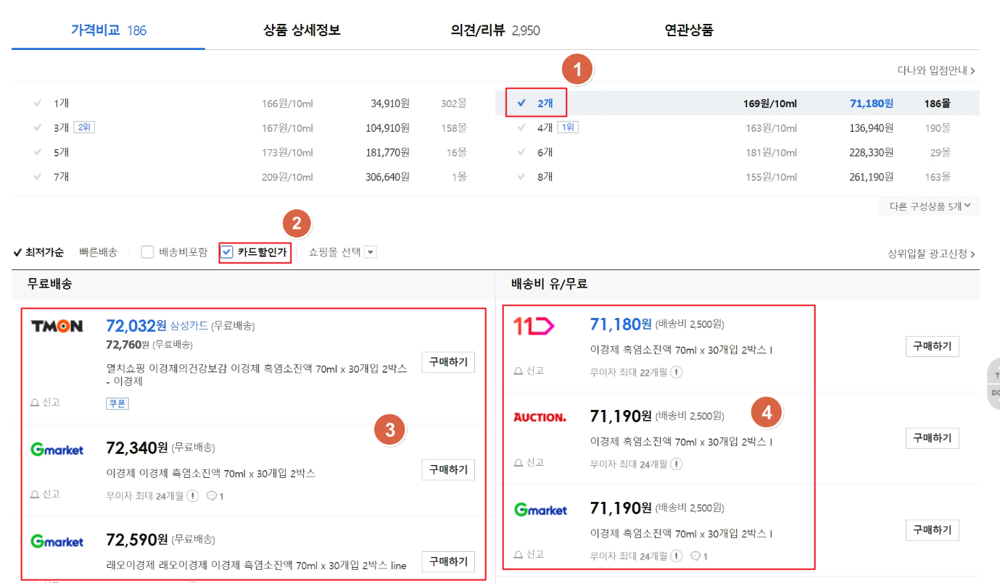 가격비교 186 상품 상세정보 의견/리뷰 2,950 연관상품
1
다나와 입점안내 >
1개 166원/10ml 34,910원 302몰
2개 169원/10ml 71,180원 186몰
3개 2위 167원/10ml 104,910원 158몰
4개 1위 163원/10ml 136,940원 190몰
5개 173원/10ml 181,770원 16몰
6개 181원/10ml 228,330원 29몰
7개 209원/10ml 306,640원 1몰
8개 155원/10ml 261,190원 163몰
다른 구성상품 5개
2
최저가순 빠른배송 배송비포함 카드할인가 쇼핑몰 선택
상위입찰 광고신청 >
무료배송
TMON 72,032원 삼성카드 (무료배송)
72,760원 (무료배송)
멸치쇼핑 이경제의건강보감 이경제 흑염소진액 70ml x 30개입 2박스
- 이경제
구매하기
신고 쿠폰
3
Gmarket 72,340원 (무료배송)
이경제 이경제 흑염소진액 70ml x 30개입 2박스
구매하기
신고 무이자 최대 24개월 ! 1
Gmarket 72,590원 (무료배송)
래오이경제 래오이경제 이경제 흑염소진액 70ml x 30개입 2박스 line
구매하기
배송비 유/무료
11 71,180원 (배송비 2,500원)
이경제 흑염소진액 70ml x 30개입 2박스 I
구매하기
신고 무이자 최대 22개월 !
AUCTION. 71,190원 (배송비 2,500원)
4
이경제 흑염소진액 70ml x 30개입 2박스 I
구매하기
신고 무이자 최대 24개월 !
Gmarket 71,190원 (배송비 2,500원)
이경제 흑염소진액 70ml x 30개입 2박스 I
구매하기
신고 무이자 최대 24개월 ! 1